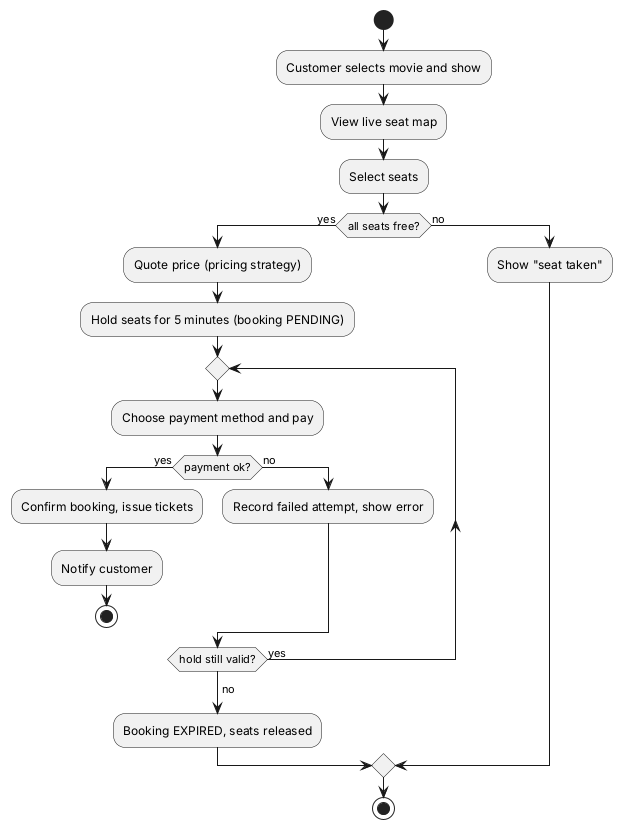 Customer selects movie and show
View live seat map
Select seats
yes
all seats free?
no
Quote price (pricing strategy)
Show "seat taken"
Hold seats for 5 minutes (booking PENDING)
Choose payment method and pay
yes
payment ok?
no
Confirm booking, issue tickets
Record failed attempt, show error
Notify customer
hold still valid?
yes
no
Booking EXPIRED, seats released